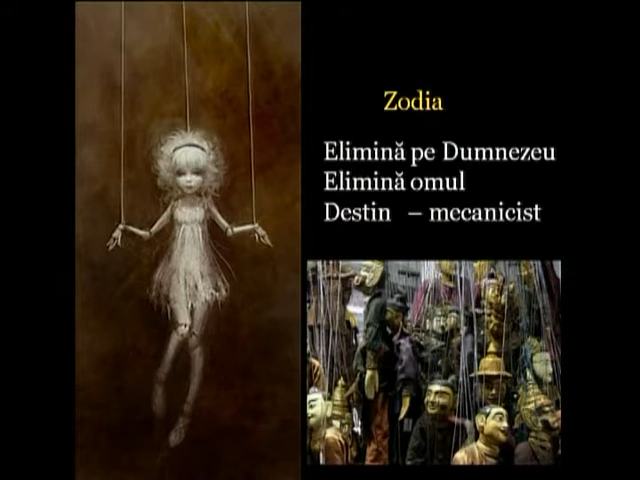 Zodia
Elimină pe Dumnezeu
Elimină omul
Destin – mecanicist